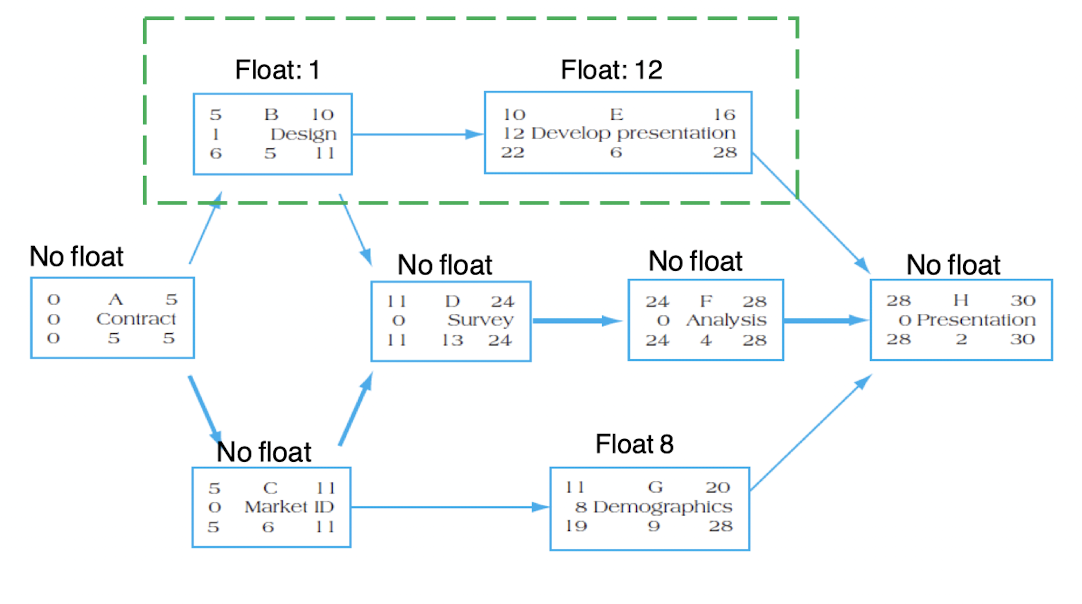 Float: 1
Float: 12
5 B 10
1 Design
6 5 11
10 E 16
12 Develop presentation
22 6 28
No float
No float
No float
No float
0 A 5
0 Contract
0 5 5
11 D 24
0 Survey
11 13 24
24 F 28
0 Analysis
24 4 28
28 H 30
0 Presentation
28 2 30
No float
Float 8
5 C 11
0 Market ID
5 6 11
11 G 20
8 Demographics
19 9 28